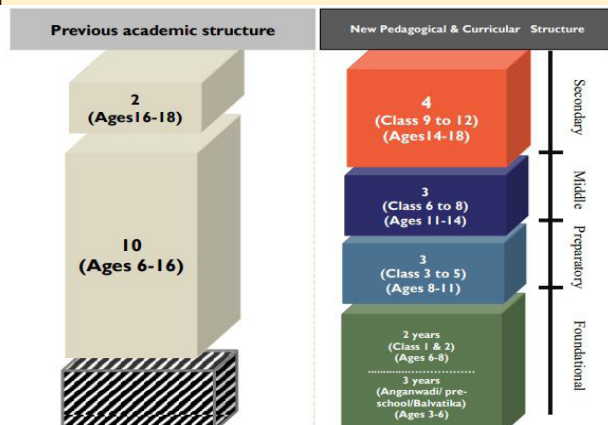 Previous academic structure
2
(Ages16-18)
10
(Ages 6-16)
New Pedagogical & Curricular Structure
4
(Class 9 to 12)
(Ages14-18)
3
(Class 6 to 8)
(Ages 11-14)
3
(Class 3 to 5)
(Ages 8-11)
2 years
(Class 1 & 2)
(Ages 6-8)
3 years
(Anganwadi/ pre-
school/Balvatika)
(Ages 3-6)
Secondary
Middle
Preparatory
Foundational